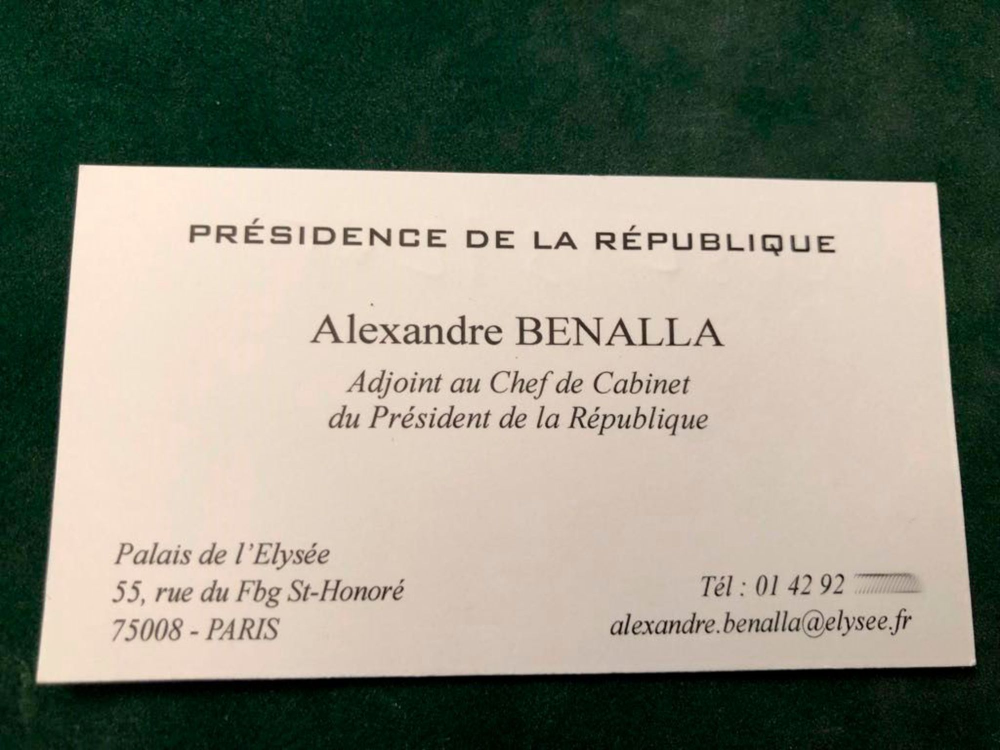 PRÉSIDENCE DE LA RÉPUBLIQUE
Alexandre BENALLA
Adjoint au Chef de Cabinet
du Président de la République
Palais de l'Elysée
55, rue du Fbg St-Honoré
75008 - PARIS
Tél : 01 42 92
alexandre.benalla@elysee.fr